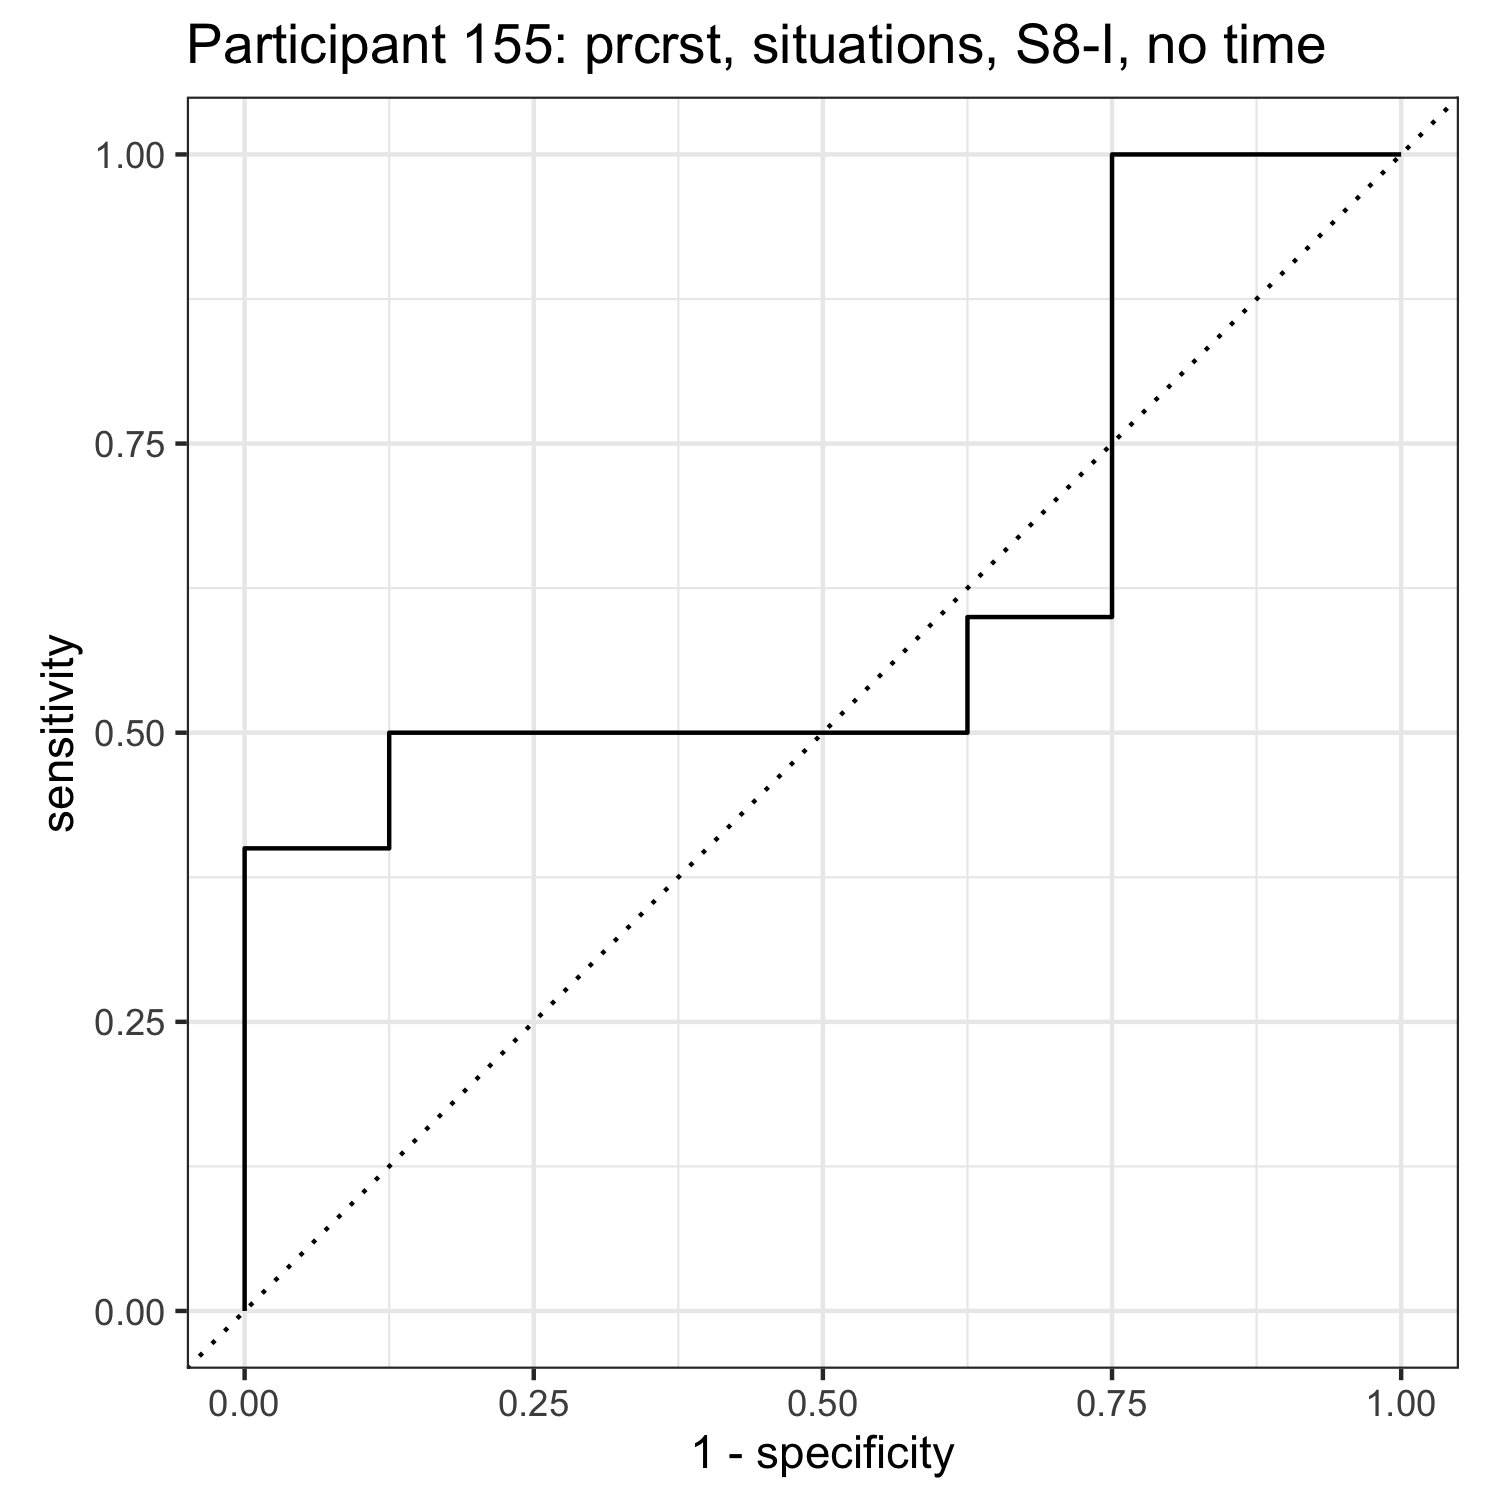 Participant 155: prcrst, situations, S8-I, no time
1.00
0.75
0.50
0.25
0.00
sensitivity
0.00 0.25 0.50 0.75 1.00
1 - specificity